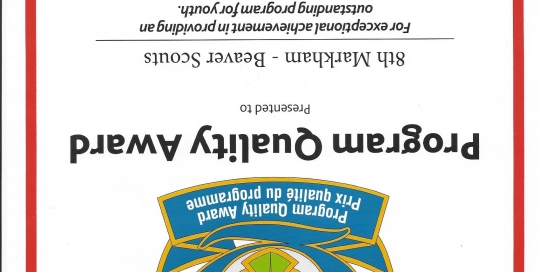 Program Quality Award
Prix qualité du programme
Program Quality Award
Presented to
8th Markham - Beaver Scouts
For exceptional achievement in providing an
outstanding program for youth.